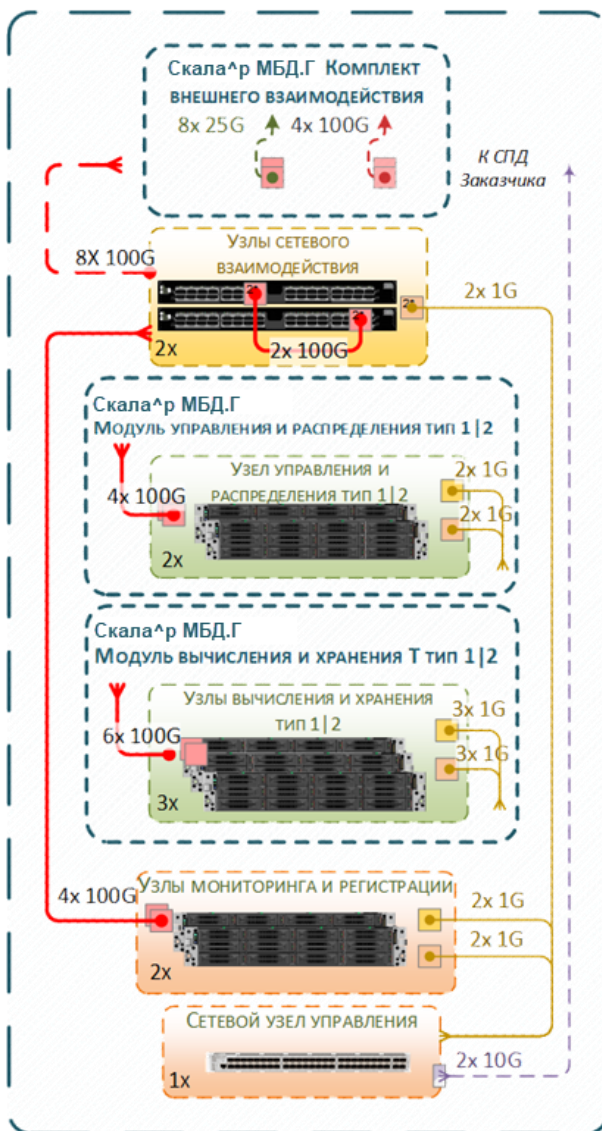 Скала^р МБД.Г Комплект
внешнего взаимодействия
8x 25G 4x 100G
К СПД
Заказчика
8X 100G
Узлы сетевого
взаимодействия
2x 1G
2x 100G
2x
Скала^р МБД.Г
Модуль управления и распределения тип 1|2
Узел управления и
распределения тип 1|2
4x 100G
2x 1G
2x 1G
2x
Скала^р МБД.Г
Модуль вычисления и хранения Т тип 1|2
Узлы вычисления и хранения
тип 1|2
6x 100G
3x 1G
3x 1G
3x
Узлы мониторинга и регистрации
4x 100G
2x 1G
2x 1G
2x
Сетевой узел управления
2x 10G
1x